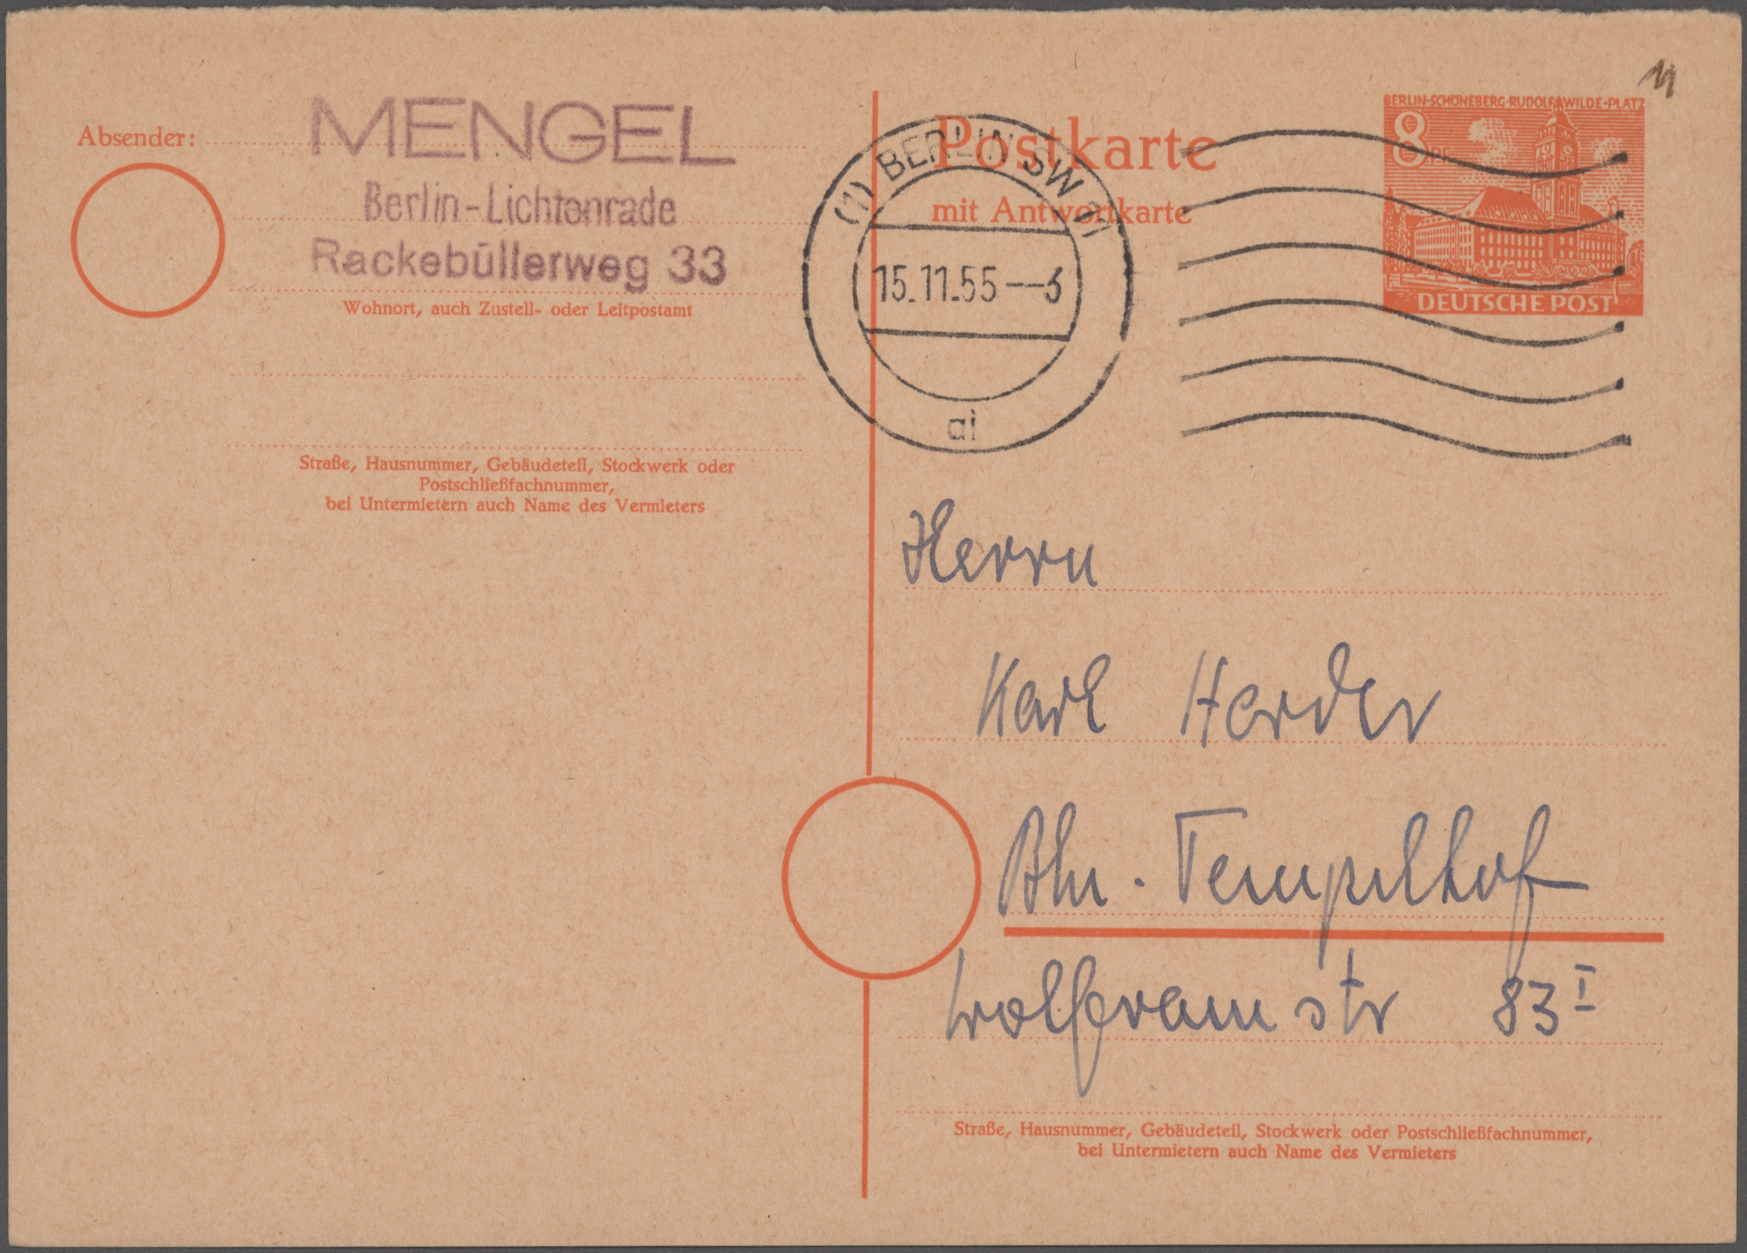 Absender:
MENGEL
Berlin-Lichtenrade
Rackebüllerweg 33
Wohnort, auch Zustell- oder Leitpostamt
Straße, Hausnummer, Gebäudeteil, Stockwerk oder
Postschließfachnummer,
bei Untermietern auch Name des Vermieters
Postkarte
mit Antwortkarte
(1) BERLIN SW 11
15.11.55--3
ai
BERLIN-SCHÖNEBERG·RUDOLF-WILDE-PLATZ
8 Pf
DEUTSCHE POST
Herrn
Karl Herder
Bln.-Tempelhof
Wolframstr 83 I
Straße, Hausnummer, Gebäudeteil, Stockwerk oder Postschließfachnummer,
bei Untermietern auch Name des Vermieters